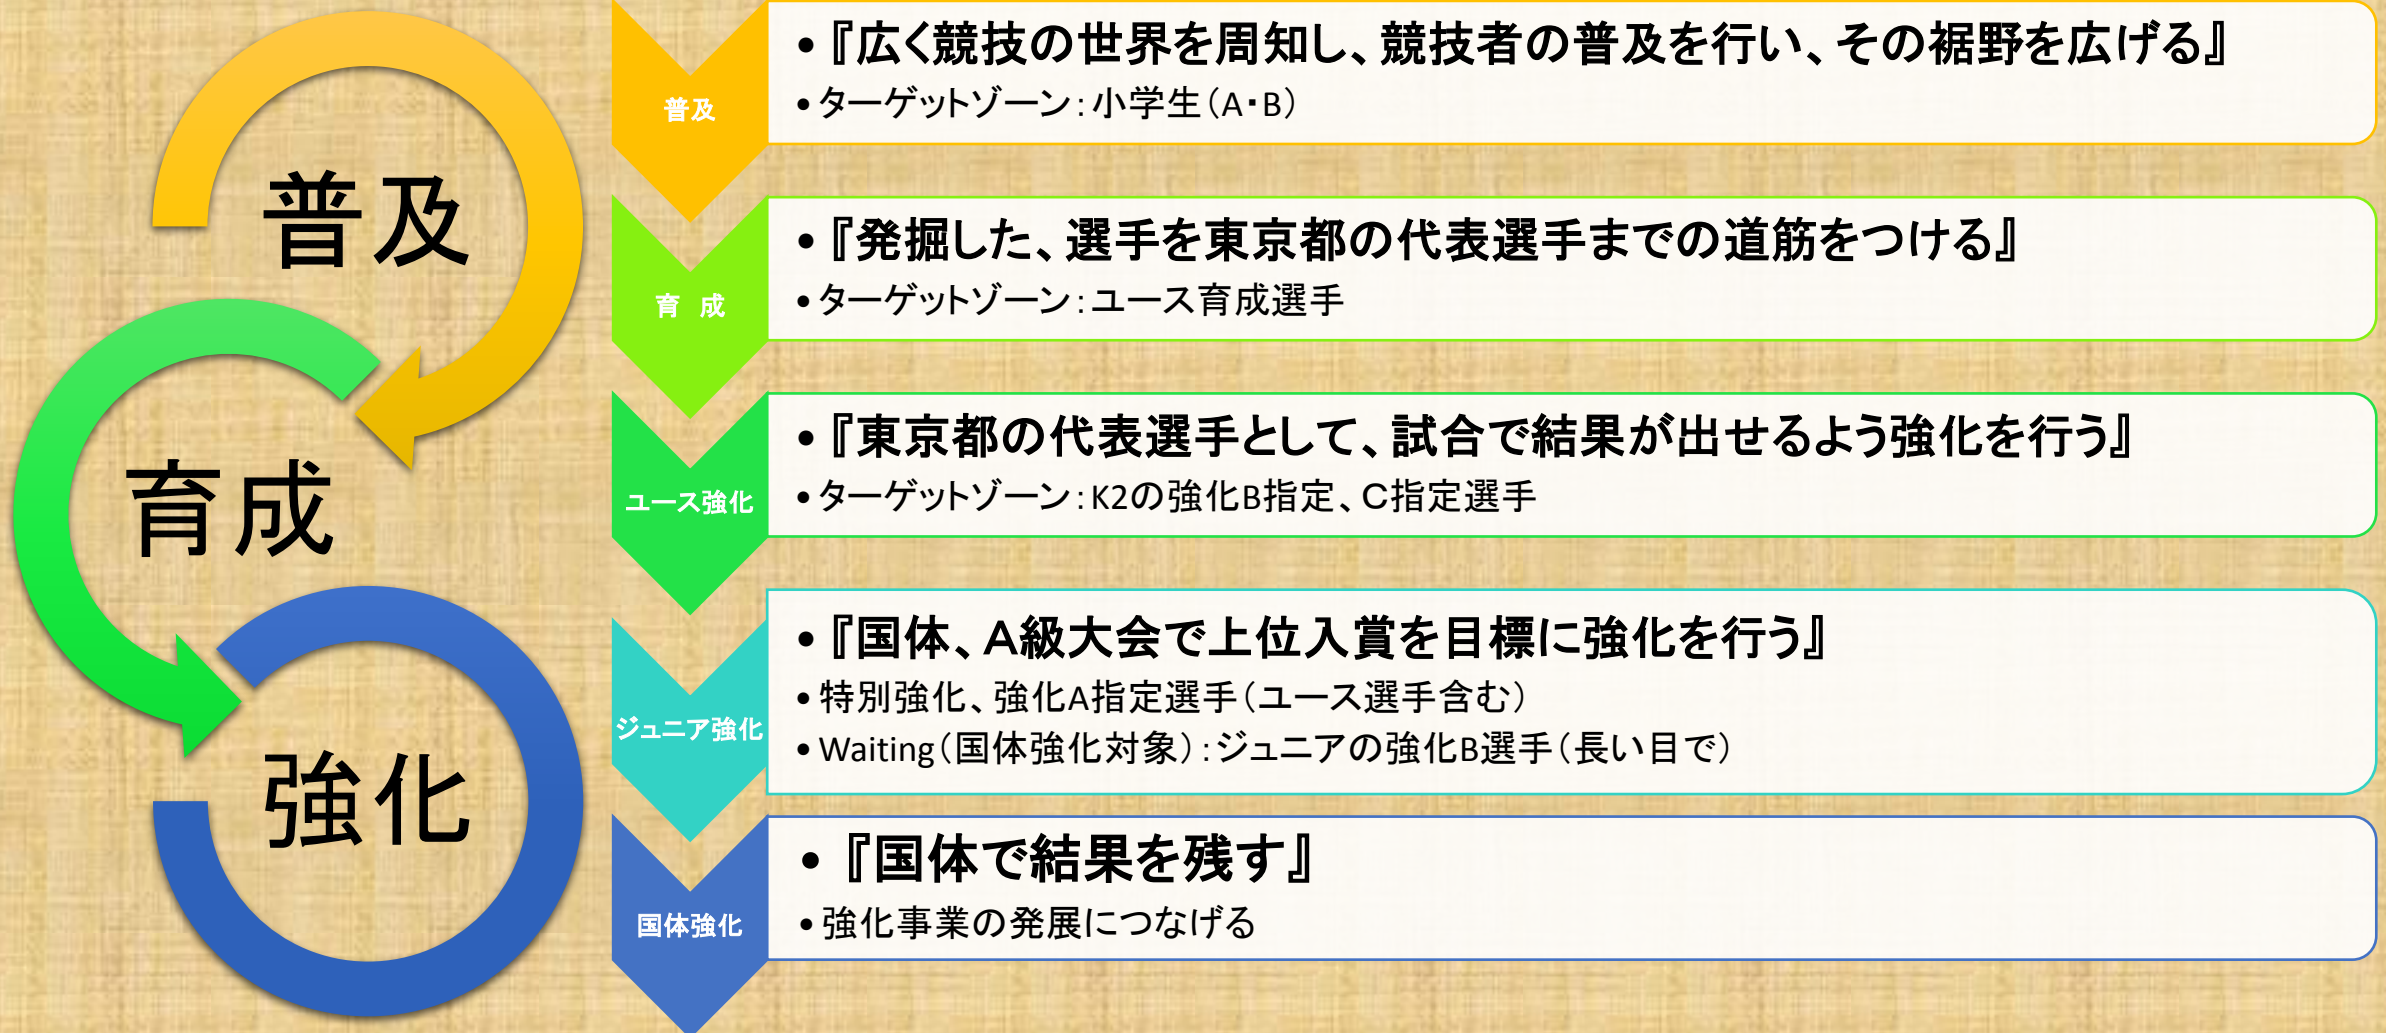 普及
育成
強化
普及
• 『広く競技の世界を周知し、競技者の普及を行い、その裾野を広げる』
• ターゲットゾーン：小学生（A・B）
育　成
• 『発掘した、選手を東京都の代表選手までの道筋をつける』
• ターゲットゾーン：ユース育成選手
ユース強化
• 『東京都の代表選手として、試合で結果が出せるよう強化を行う』
• ターゲットゾーン：K2の強化B指定、C指定選手
ジュニア強化
• 『国体、A級大会で上位入賞を目標に強化を行う』
• 特別強化、強化A指定選手（ユース選手含む）
• Waiting（国体強化対象）：ジュニアの強化B選手（長い目で）
国体強化
• 『国体で結果を残す』
• 強化事業の発展につなげる